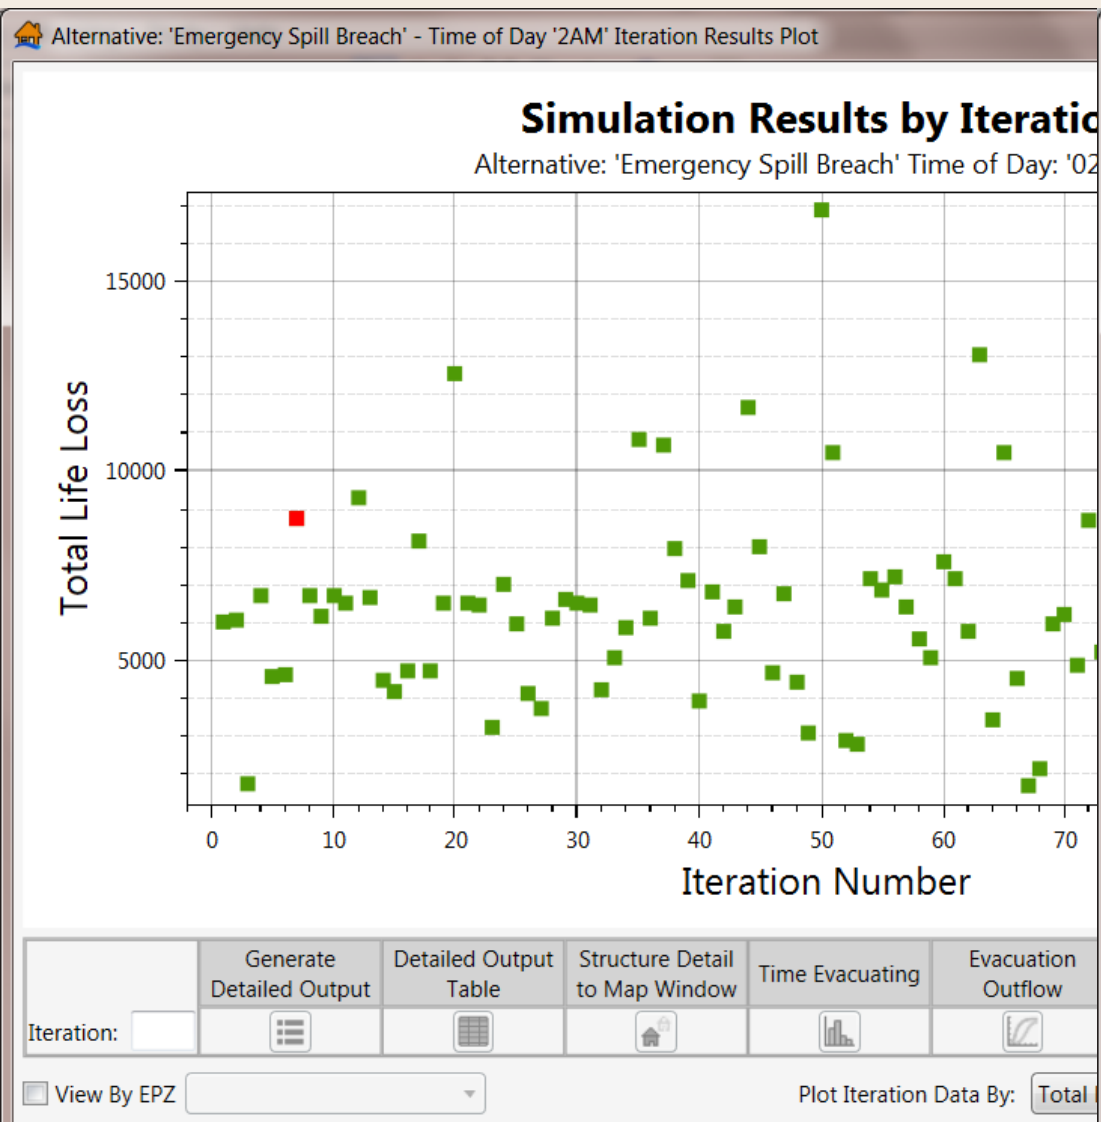 Alternative: 'Emergency Spill Breach' - Time of Day '2AM' Iteration Results Plot
Simulation Results by Iteratio
Alternative: 'Emergency Spill Breach' Time of Day: '02
Total Life Loss
15000
10000
5000
0 10 20 30 40 50 60 70
Iteration Number
Generate Detailed Output Structure Detail Evacuation
Detailed Output Table to Map Window Time Evacuating Outflow
Iteration:
View By EPZ Plot Iteration Data By: Total